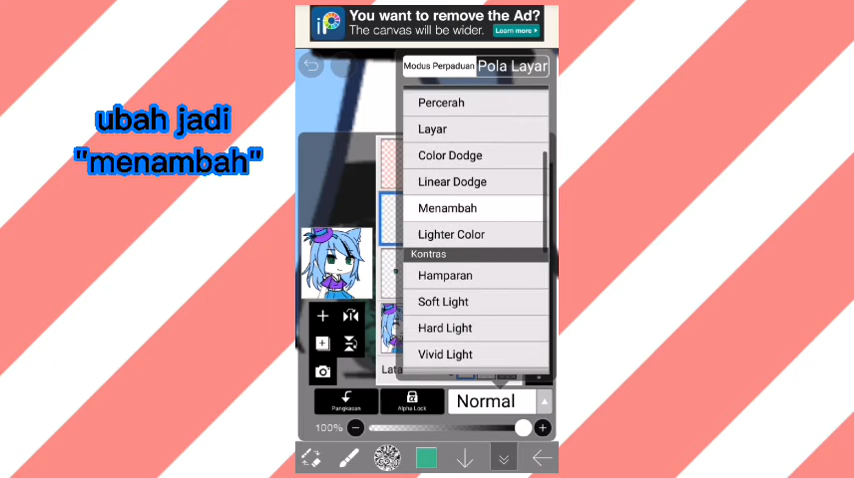 You want to remove the Ad?
The canvas will be wider.
Learn more
ubah jadi
"menambah"
Modus Perpaduan
Pola Layar
Percerah
Layar
Color Dodge
Linear Dodge
Menambah
Lighter Color
Kontras
Hamparan
Soft Light
Hard Light
Vivid Light
Lata
Pangkasan
Alpha Lock
Normal
100%